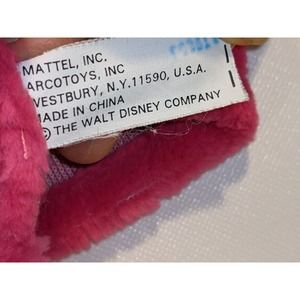 MATTEL, INC.
ARCOTOYS, INC
WESTBURY, N.Y.11590, U.S.A.
MADE IN CHINA
© THE WALT DISNEY COMPANY